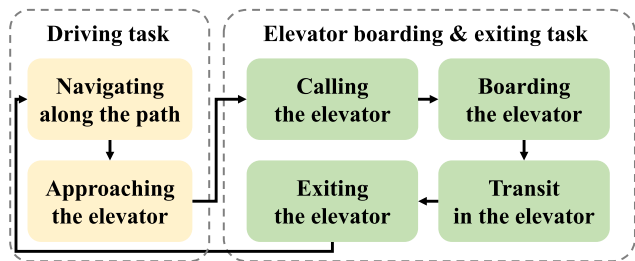 Driving task
Navigating
along the path
Approaching
the elevator
Elevator boarding & exiting task
Calling
the elevator
Boarding
the elevator
Exiting
the elevator
Transit
in the elevator